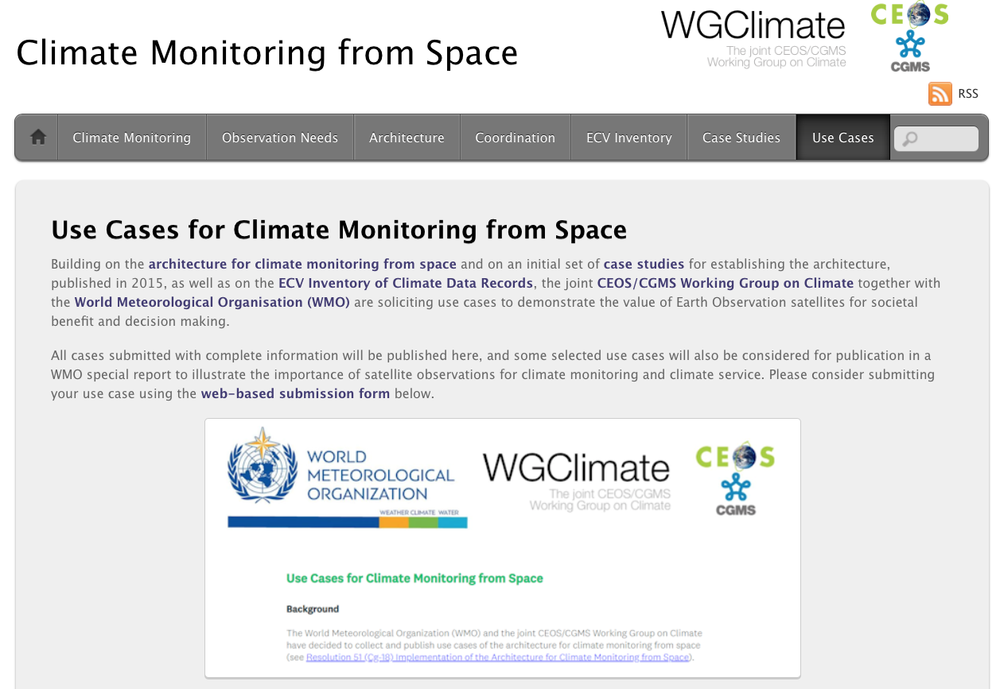 Climate Monitoring from Space
WGClimate
The joint CEOS/CGMS
Working Group on Climate
CEOS
CGMS
RSS
Climate Monitoring
Observation Needs
Architecture
Coordination
ECV Inventory
Case Studies
Use Cases
Use Cases for Climate Monitoring from Space
Building on the architecture for climate monitoring from space and on an initial set of case studies for establishing the architecture,
published in 2015, as well as on the ECV Inventory of Climate Data Records, the joint CEOS/CGMS Working Group on Climate together with
the World Meteorological Organisation (WMO) are soliciting use cases to demonstrate the value of Earth Observation satellites for societal
benefit and decision making.
All cases submitted with complete information will be published here, and some selected use cases will also be considered for publication in a
WMO special report to illustrate the importance of satellite observations for climate monitoring and climate service. Please consider submitting
your use case using the web-based submission form below.
WORLD
METEOROLOGICAL
ORGANIZATION
WEATHER CLIMATE WATER
WGClimate
The joint CEOS/CGMS
Working Group on Climate
CEOS
CGMS
Use Cases for Climate Monitoring from Space
Background
The World Meteorological Organization (WMO) and the joint CEOS/CGMS Working Group on Climate
have decided to collect and publish use cases of the architecture for climate monitoring from space
(see Resolution 51 (Cg-18) Implementation of the Architecture for Climate Monitoring from Space).